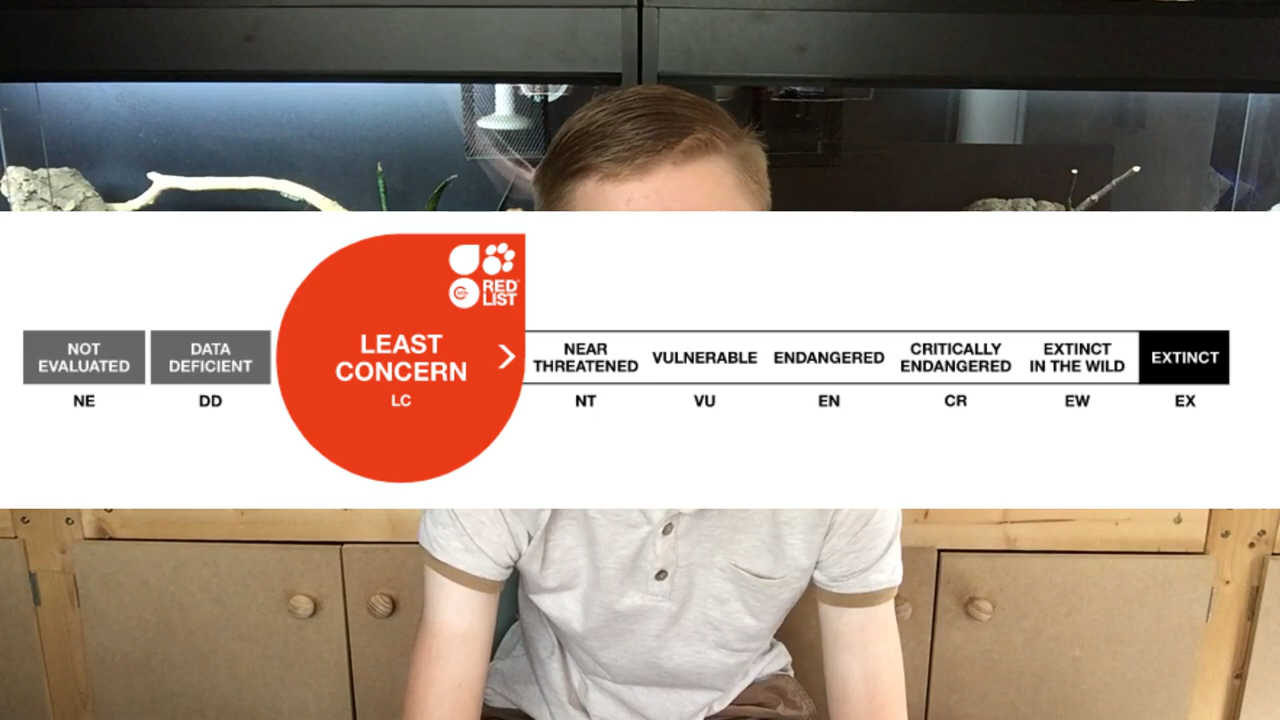 RED
LIST
NOT
EVALUATED
NE
DATA
DEFICIENT
DD
LEAST
CONCERN
LC
NEAR
THREATENED
NT
VULNERABLE
VU
ENDANGERED
EN
CRITICALLY
ENDANGERED
CR
EXTINCT
IN THE WILD
EW
EXTINCT
EX